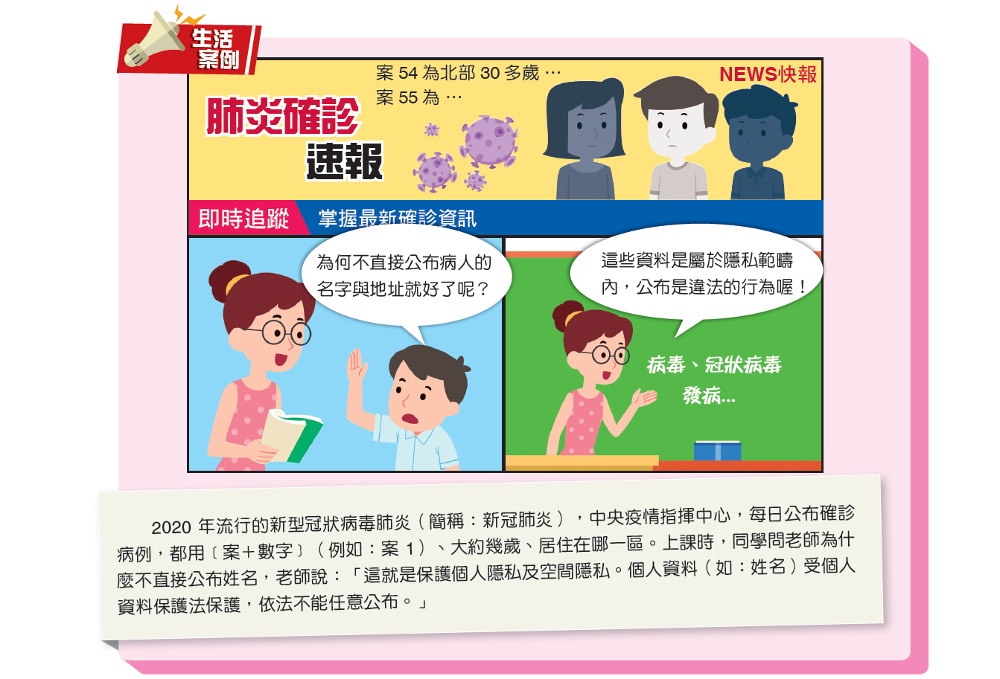 生活
案例
案 54 為北部 30 多歲 …
案 55 為 …
NEWS快報
肺炎確診
速報
即時追蹤
掌握最新確診資訊
為何不直接公布病人的
名字與地址就好了呢？
這些資料是屬於隱私範疇
內，公布是違法的行為喔！
病毒、冠狀病毒
發病...
2020 年流行的新型冠狀病毒肺炎（簡稱：新冠肺炎），中央疫情指揮中心，每日公布確診
病例，都用﹝案＋數字﹞（例如：案 1）、大約幾歲、居住在哪一區。上課時，同學問老師為什
麼不直接公布姓名，老師說：「這就是保護個人隱私及空間隱私。個人資料（如：姓名）受個人
資料保護法保護，依法不能任意公布。」